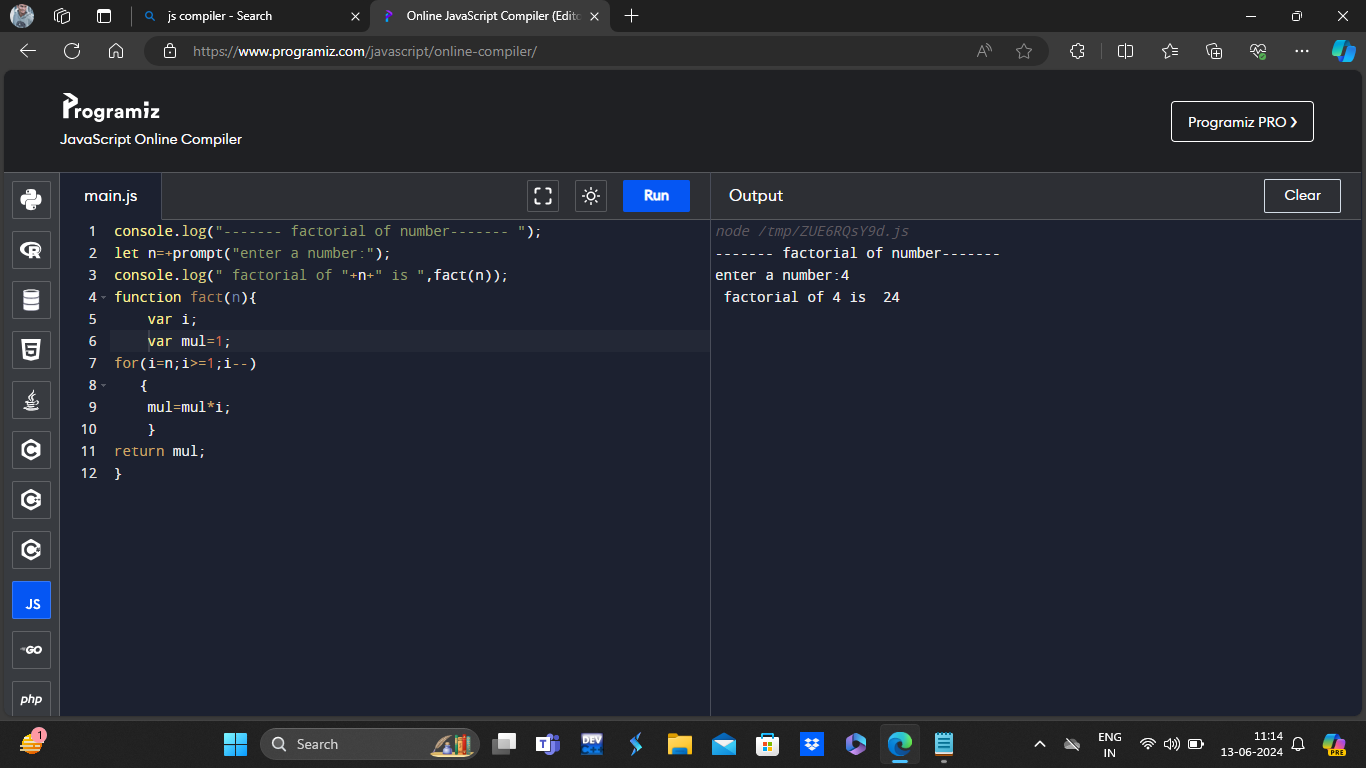 js compiler - Search
Online JavaScript Compiler (Edito
https://www.programiz.com/javascript/online-compiler/
Programiz
JavaScript Online Compiler
Programiz PRO ❯
main.js
Run
Output
Clear
1 console.log("------- factorial of number------- ");
2 let n=+prompt("enter a number:");
3 console.log(" factorial of "+n+" is ",fact(n));
4 function fact(n){
5     var i;
6     var mul=1;
7 for(i=n;i>=1;i--)
8    {
9     mul=mul*i;
10     }
11 return mul;
12 }
node /tmp/ZUE6RQsY9d.js
------- factorial of number-------
enter a number:4
 factorial of 4 is  24
R
5
C
C
C
JS
GO
php
1
Search
DEV
ENG
IN
11:14
13-06-2024
PRE